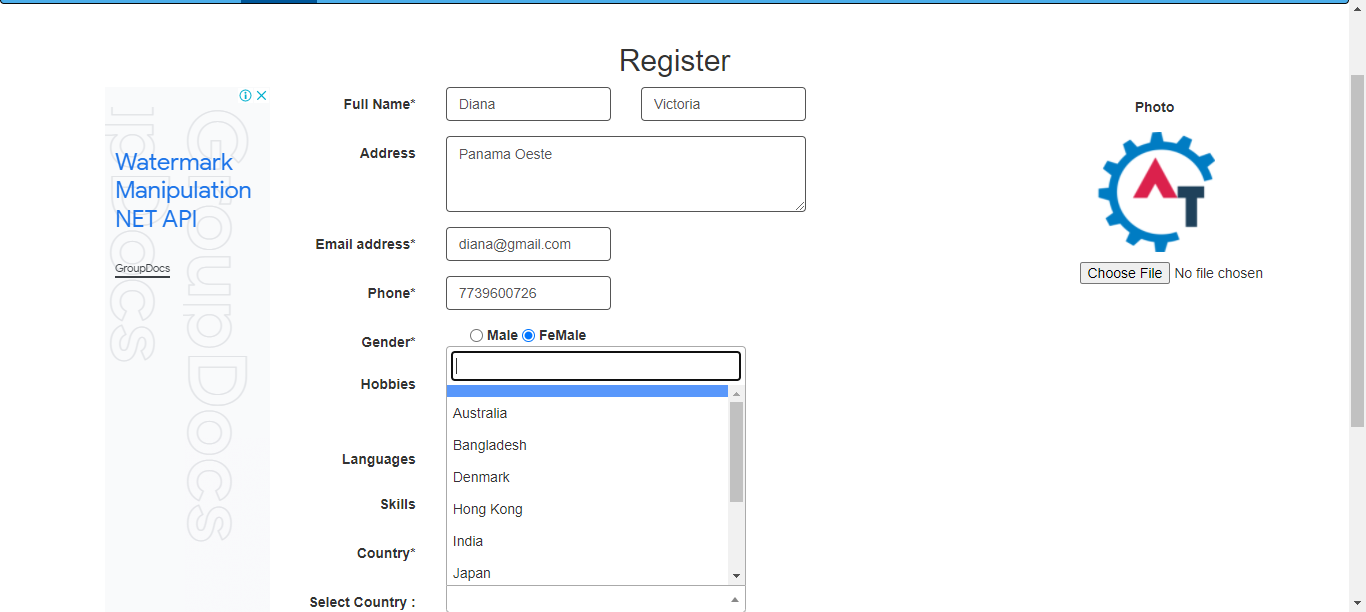 Register
Full Name* Diana Victoria
Photo
Address Panama Oeste
Watermark
Manipulation
NET API
GroupDocs
GroupDocs
GroupDocs
AT
Email address* diana@gmail.com
Choose File No file chosen
Phone* 7739600726
Gender* Male FeMale
Hobbies
Australia
Bangladesh
Languages
Denmark
Skills
Hong Kong
India
Country*
Japan
Select Country :